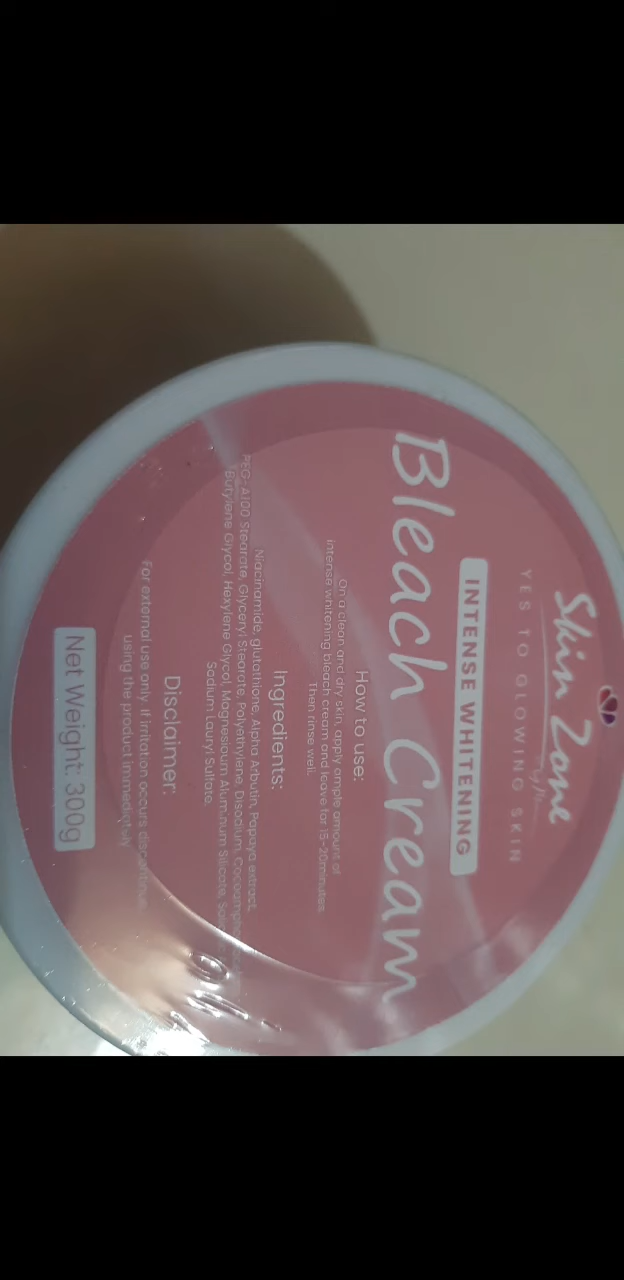 Skin Zone
YES TO GLOWING SKIN
INTENSE WHITENING
Bleach Cream
How to use:
On a clean and dry skin, apply ample amount of
intense whitening bleach cream and leave for 15-20minutes.
Then rinse well.
Ingredients:
Niacinamide, glutathione, Alpha Arbutin, Papaya extract,
PEG-A100 Stearate, Glyceryl Stearate, Polyethylene, Disodium
Butylene Glycol, Hexylene Glycol, Magnesium Aluminum Silicate,
Sodium Lauryl Sulfate.
Disclaimer:
For external use only. If irritation occurs discontinue
using the product immediately
Net Weight: 300g